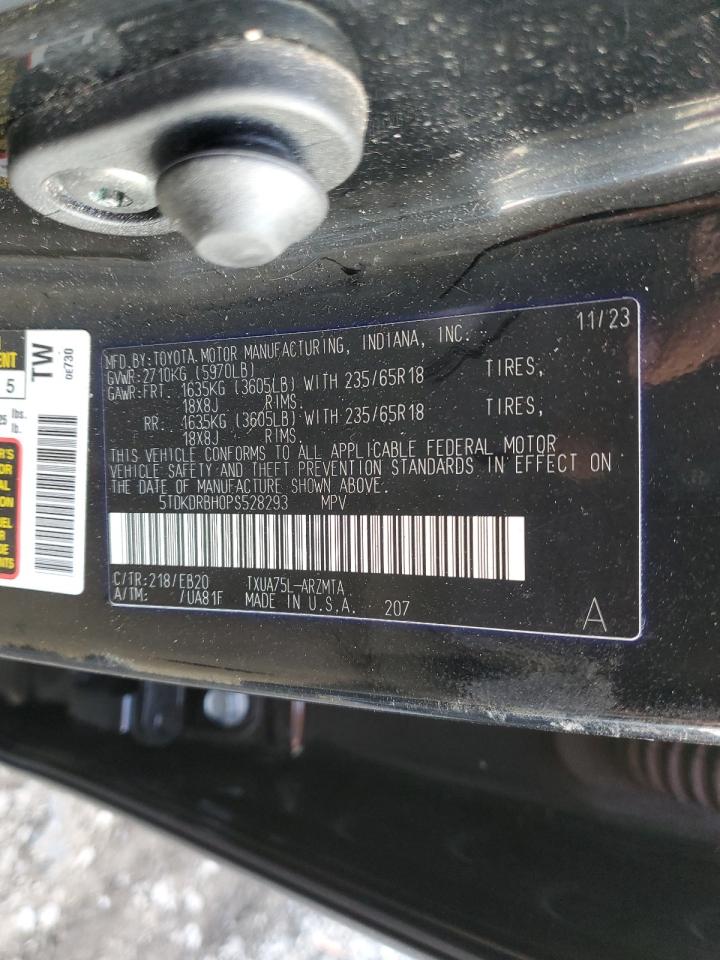 11/23
MFD.BY:TOYOTA MOTOR MANUFACTURING, INDIANA, INC.
GVWR:2710KG (5970LB)
GAWR:FRT. 1635KG (3605LB) WITH 235/65R18 TIRES,
18X8J RIMS.
RR. 1635KG (3605LB) WITH 235/65R18 TIRES,
18X8J RIMS.
THIS VEHICLE CONFORMS TO ALL APPLICABLE FEDERAL MOTOR
VEHICLE SAFETY AND THEFT PREVENTION STANDARDS IN EFFECT ON
THE DATE OF MANUFACTURE SHOWN ABOVE.
5TDKDRBH0PS528293 MPV
C/TR:218/EB20 TXUA75L-ARZMTA
A/TM: /UA81F MADE IN U.S.A. 207
A
TW
0E730
5
lbs.
lb.